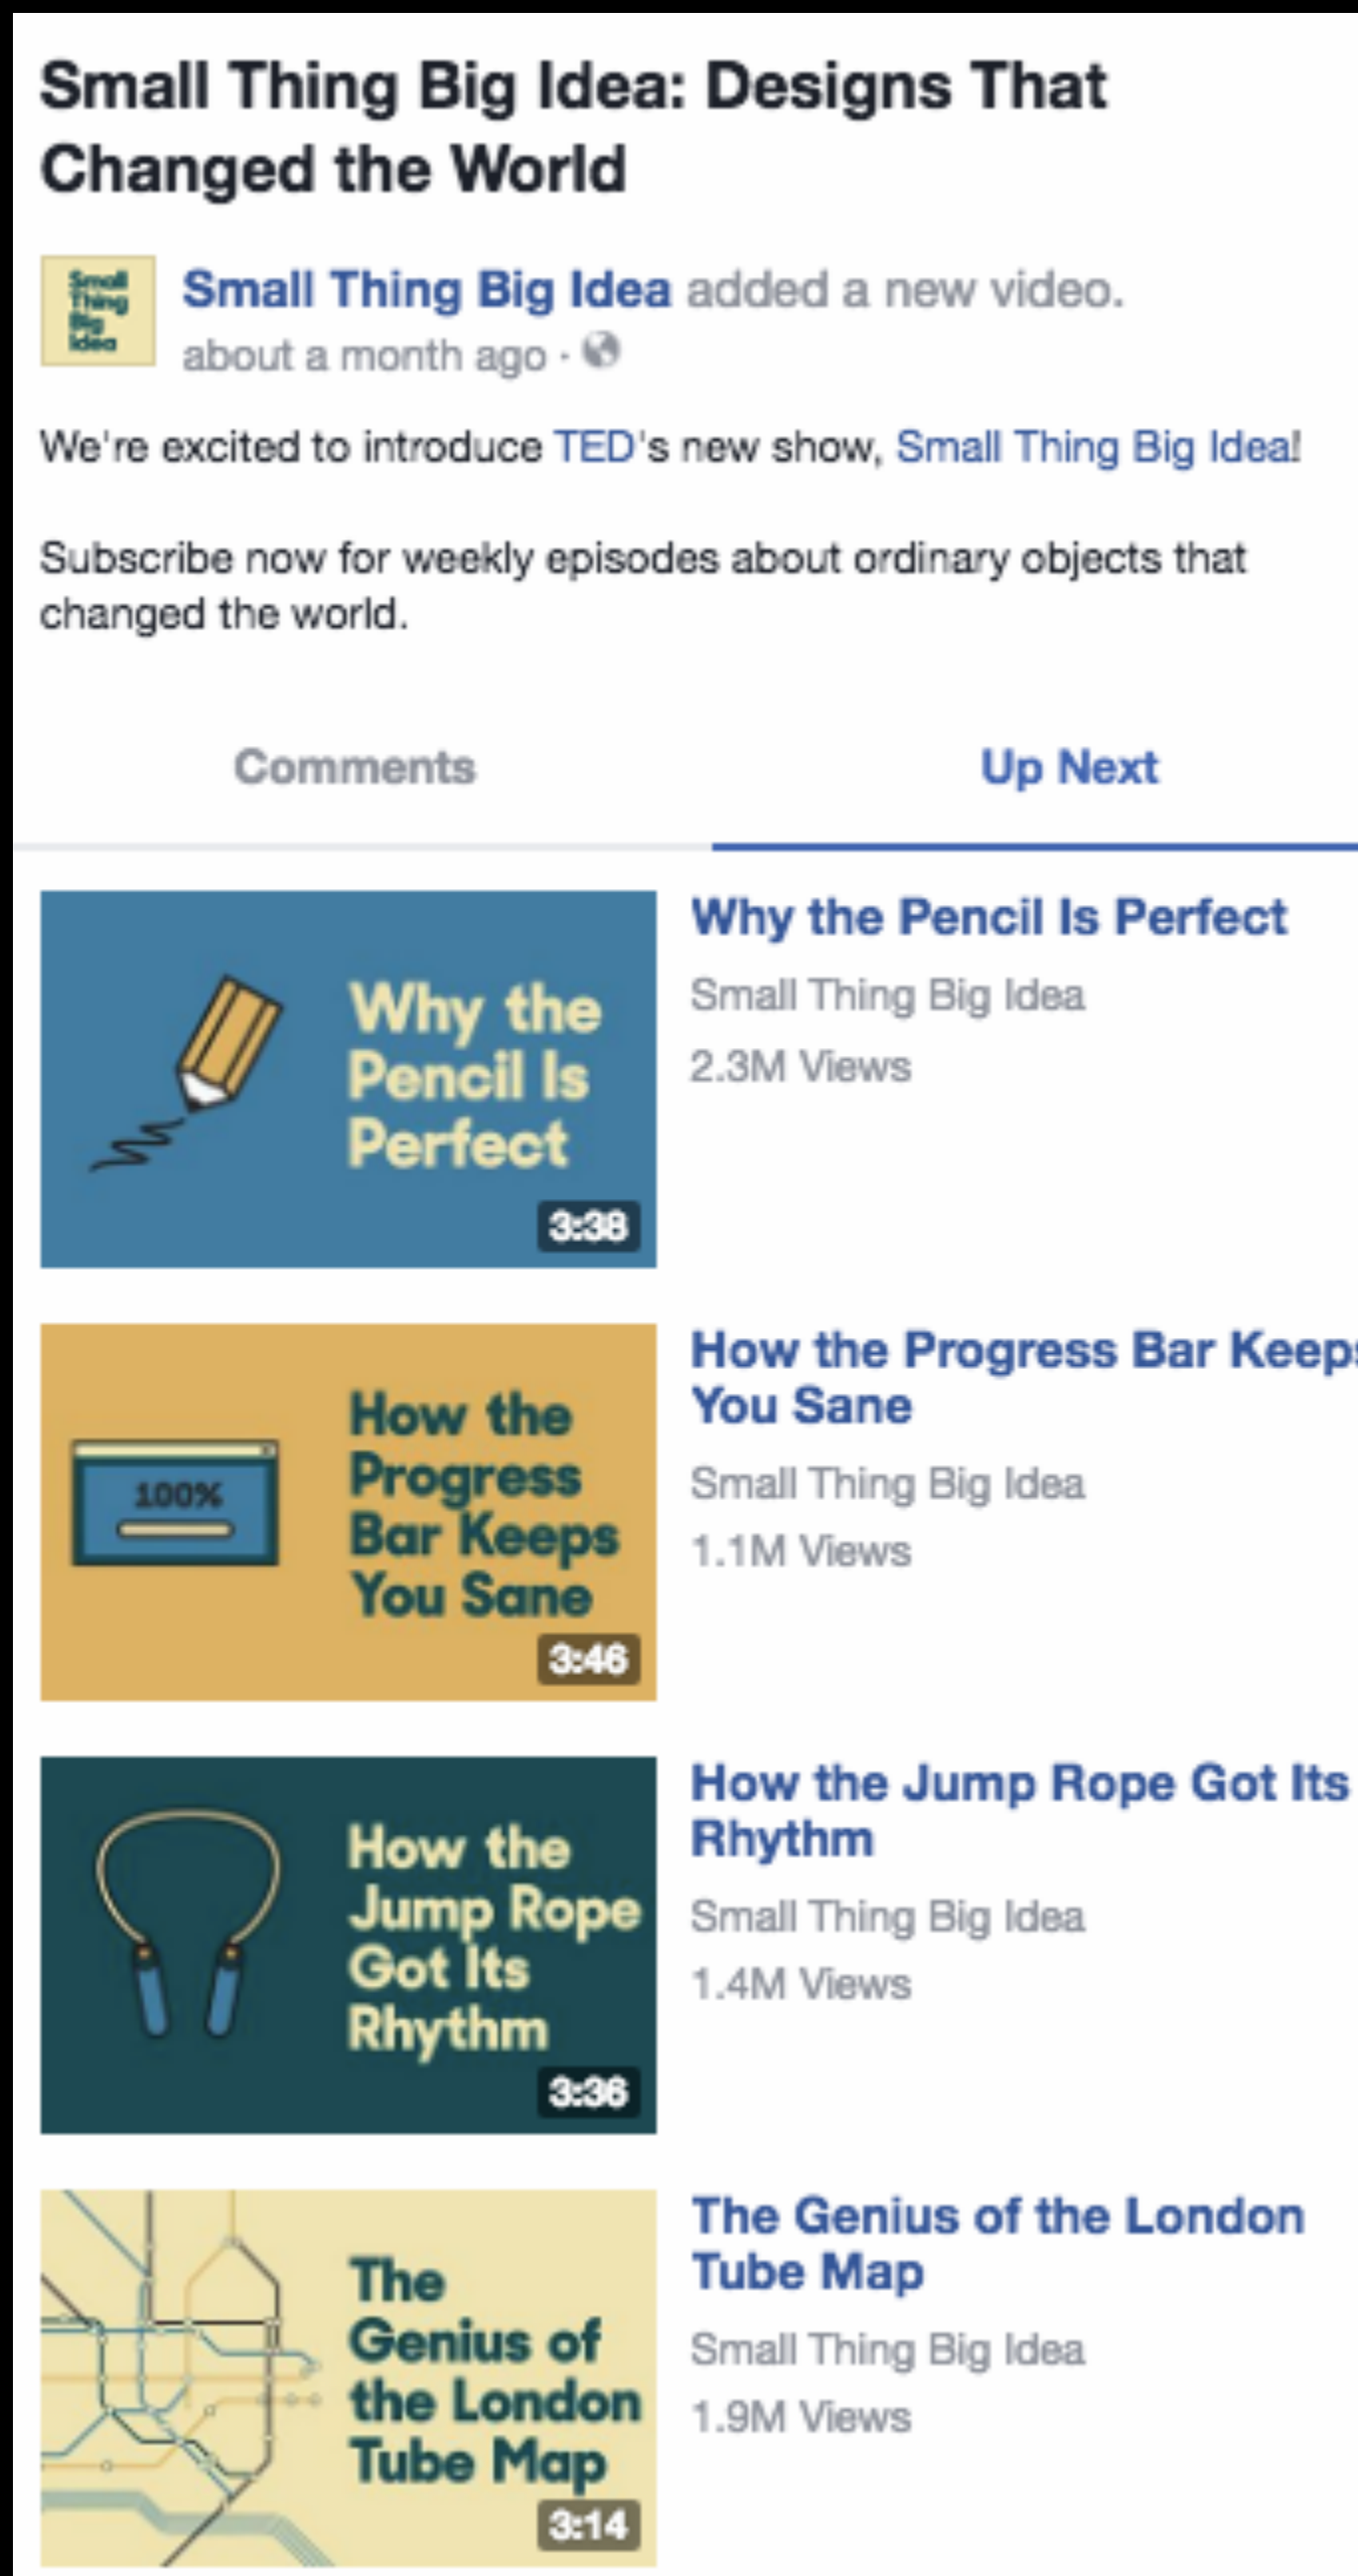 Small Thing Big Idea: Designs That
Changed the World
Small
Thing
Big
Idea
Small Thing Big Idea added a new video.
about a month ago ·
We're excited to introduce TED's new show, Small Thing Big Idea!
Subscribe now for weekly episodes about ordinary objects that
changed the world.
Comments
Up Next
Why the
Pencil Is
Perfect
3:38
Why the Pencil Is Perfect
Small Thing Big Idea
2.3M Views
100%
How the
Progress
Bar Keeps
You Sane
3:46
How the Progress Bar Keeps
You Sane
Small Thing Big Idea
1.1M Views
How the
Jump Rope
Got Its
Rhythm
3:36
How the Jump Rope Got Its
Rhythm
Small Thing Big Idea
1.4M Views
The
Genius of
the London
Tube Map
3:14
The Genius of the London
Tube Map
Small Thing Big Idea
1.9M Views